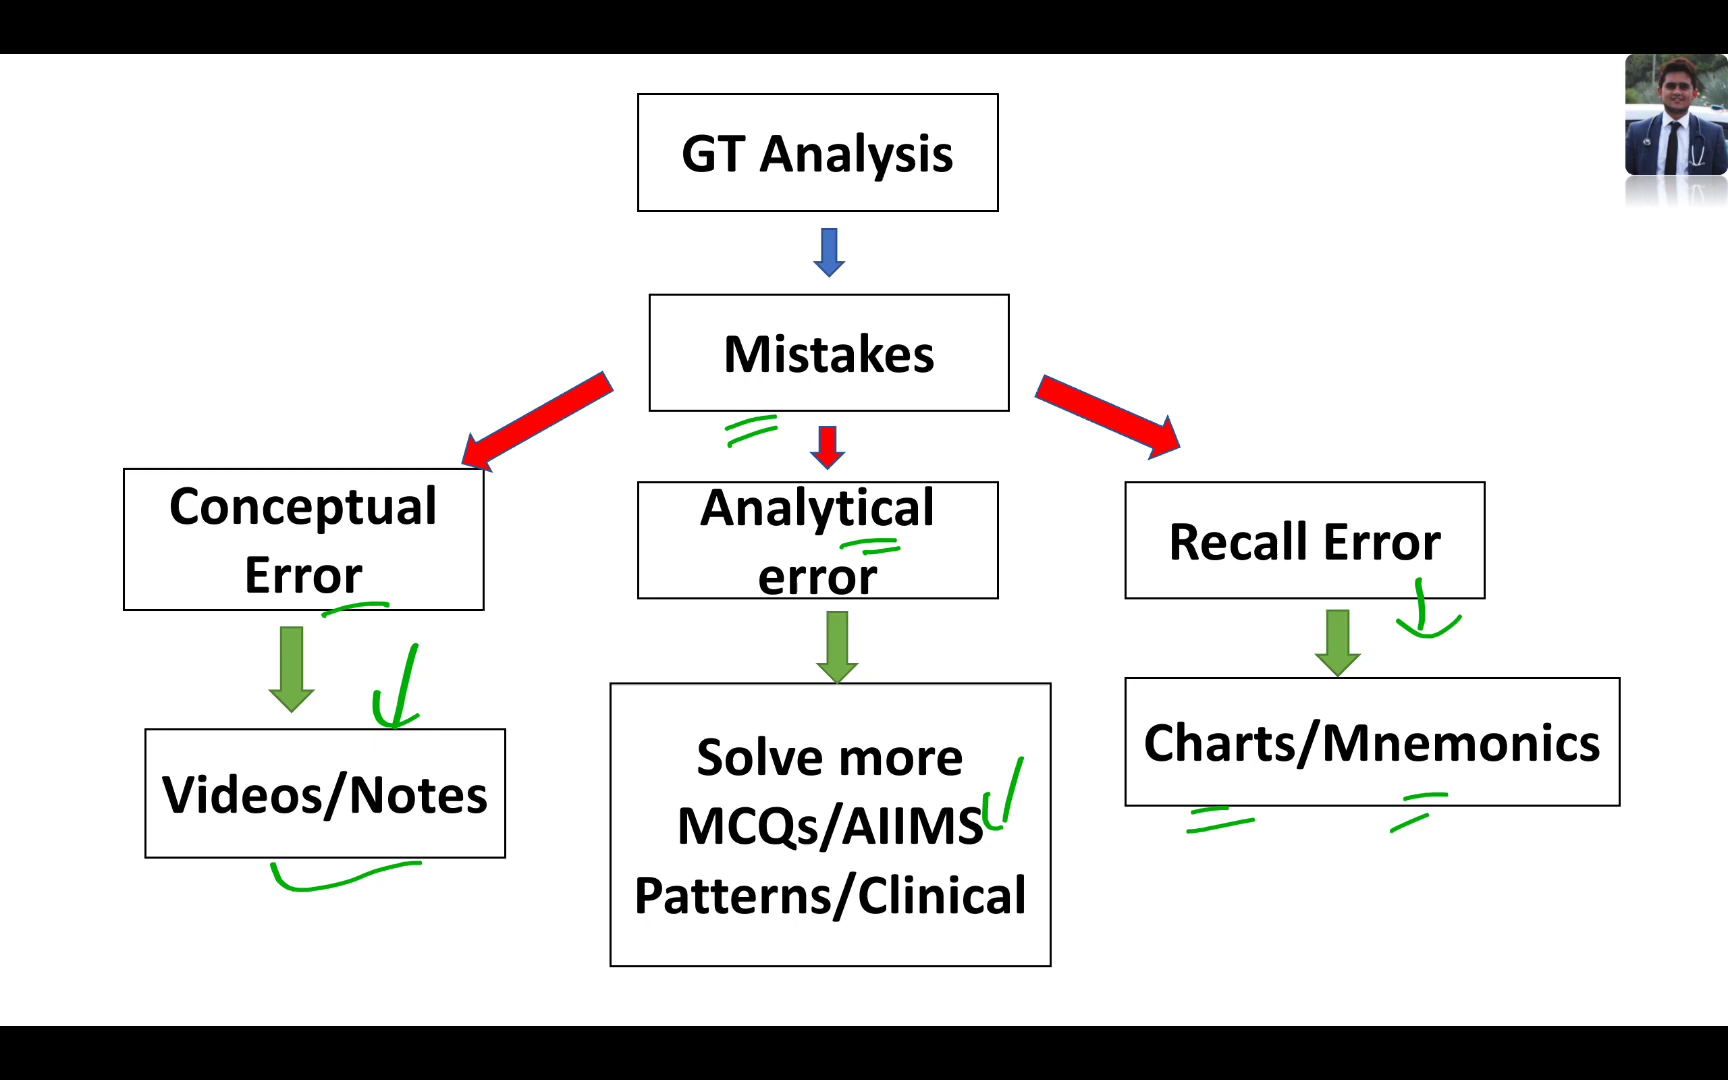 GT Analysis
Mistakes
Conceptual
Error
Analytical
error
Recall Error
Videos/Notes
Solve more
MCQs/AIIMS
Patterns/Clinical
Charts/Mnemonics